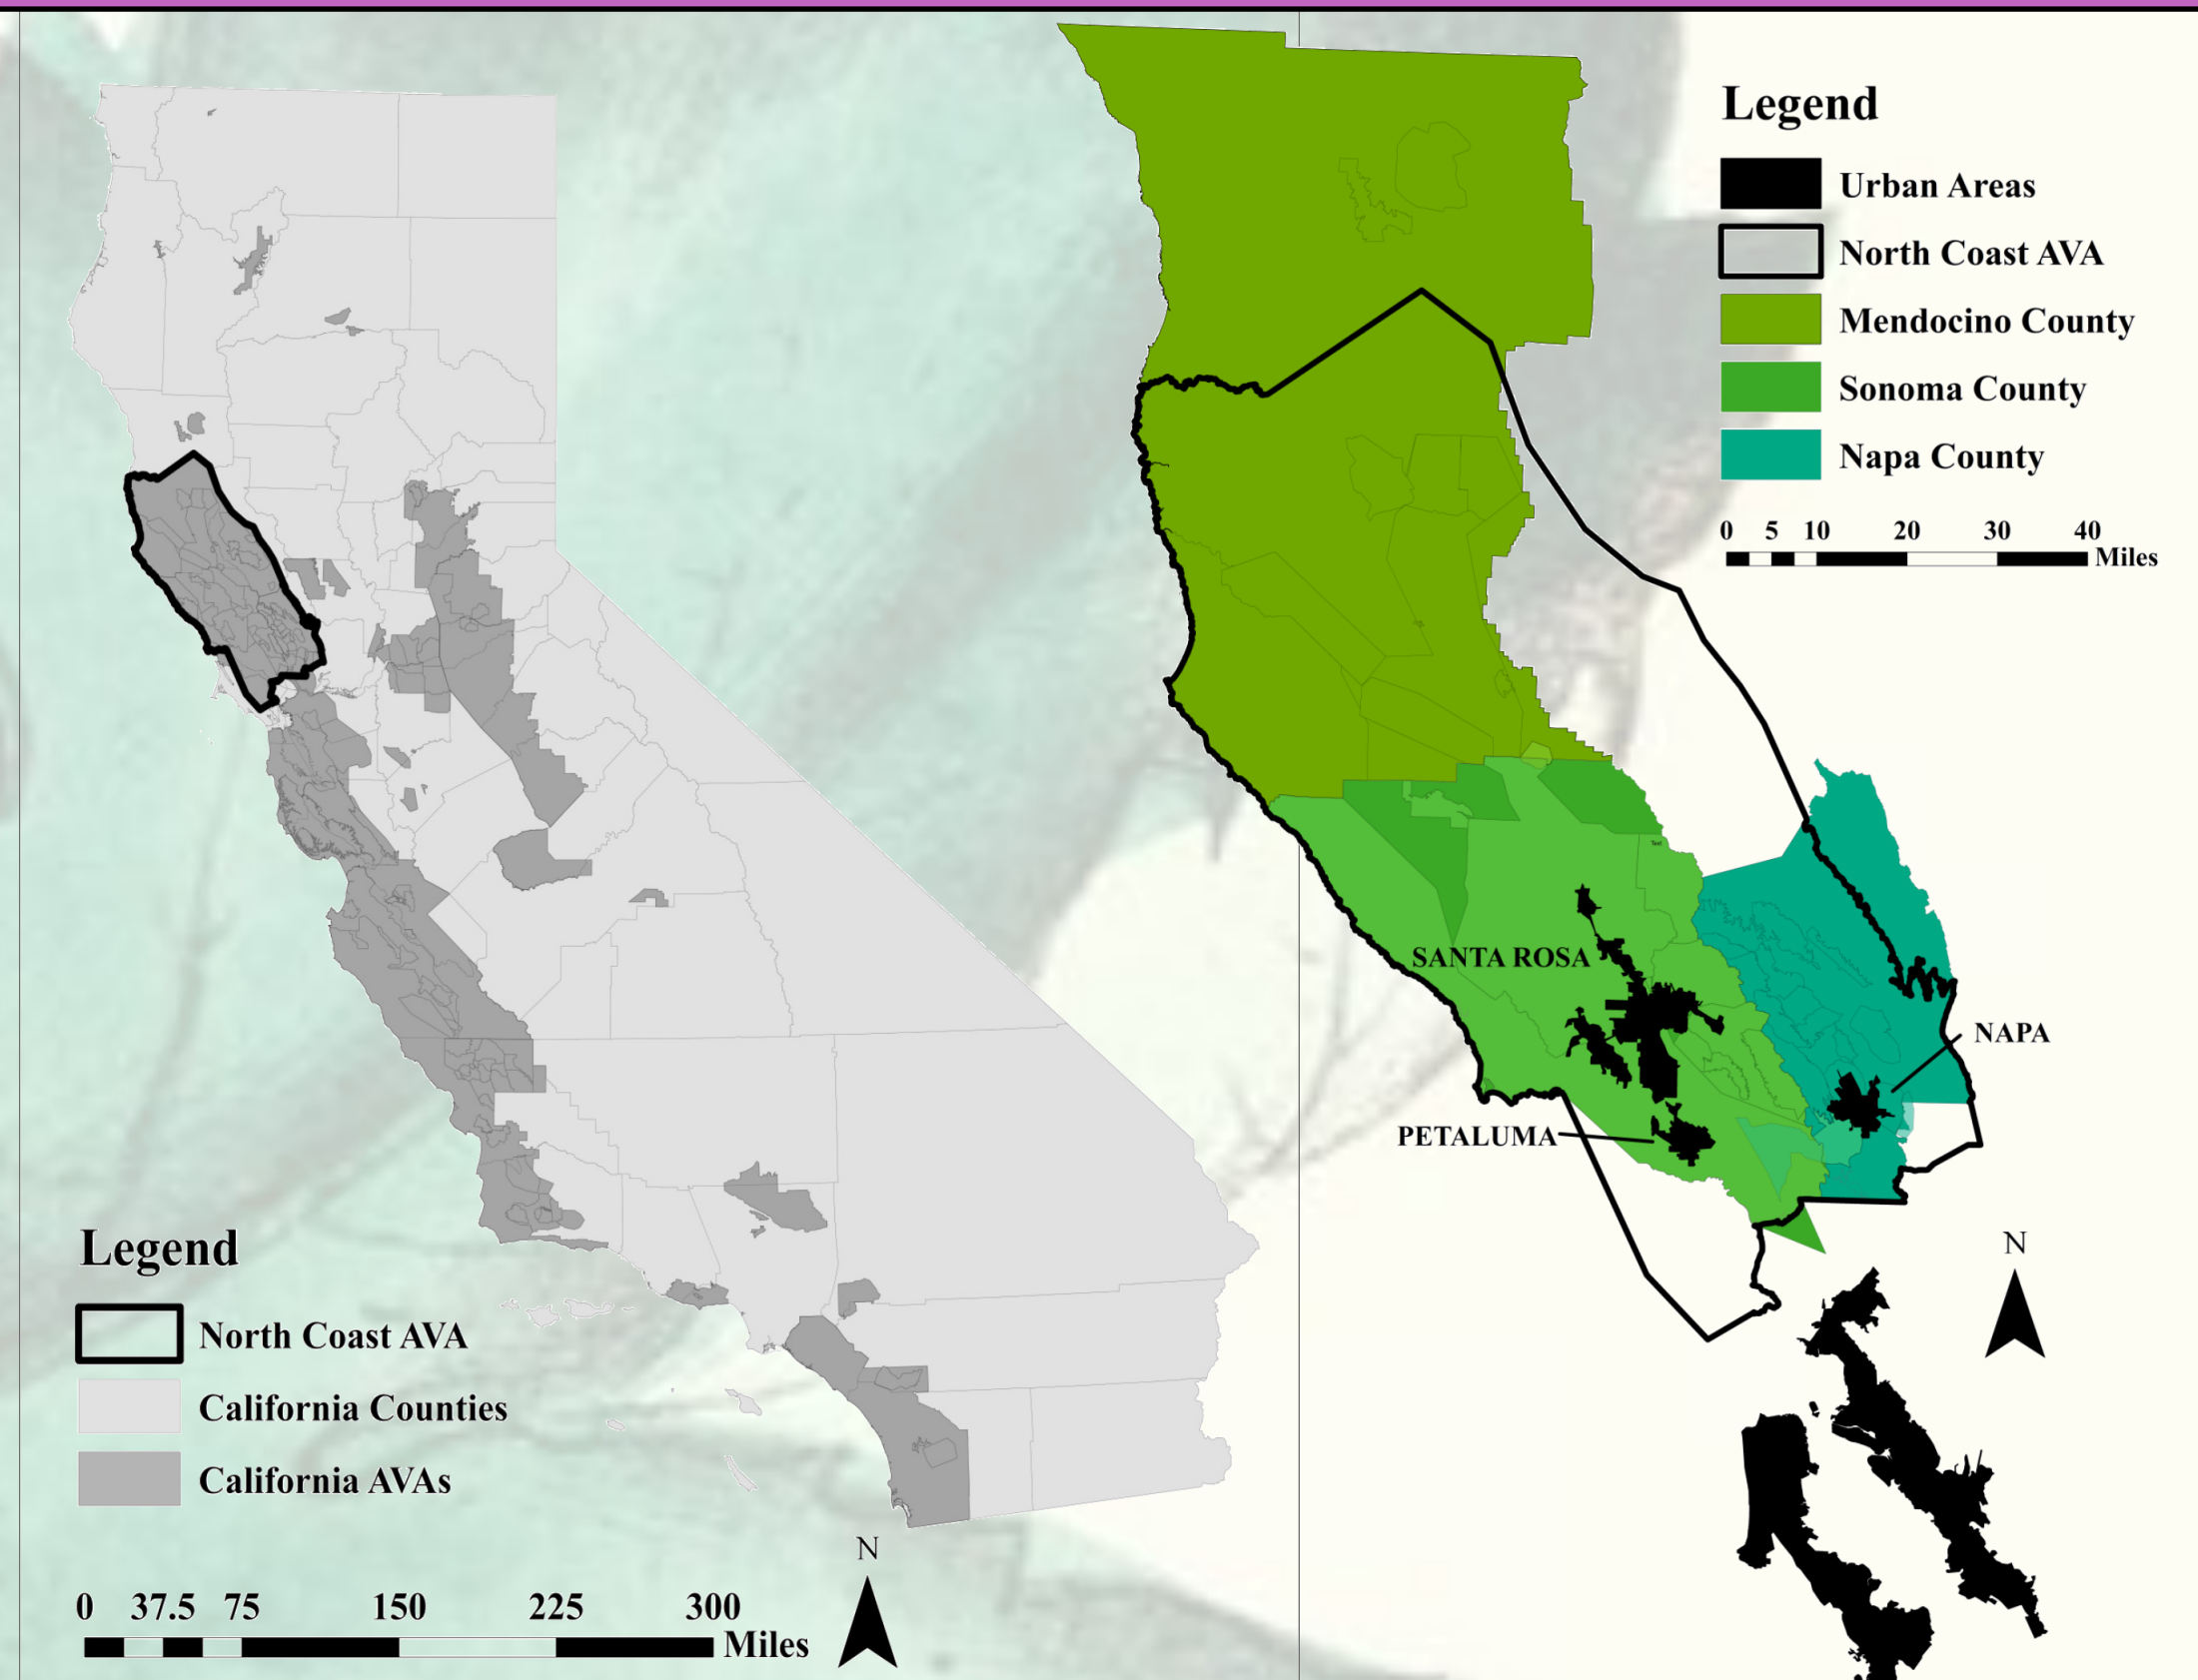 Legend
North Coast AVA
California Counties
California AVAs
0 37.5 75 150 225 300
Miles
N
Legend
Urban Areas
North Coast AVA
Mendocino County
Sonoma County
Napa County
0 5 10 20 30 40
Miles
Text
SANTA ROSA
NAPA
PETALUMA
N